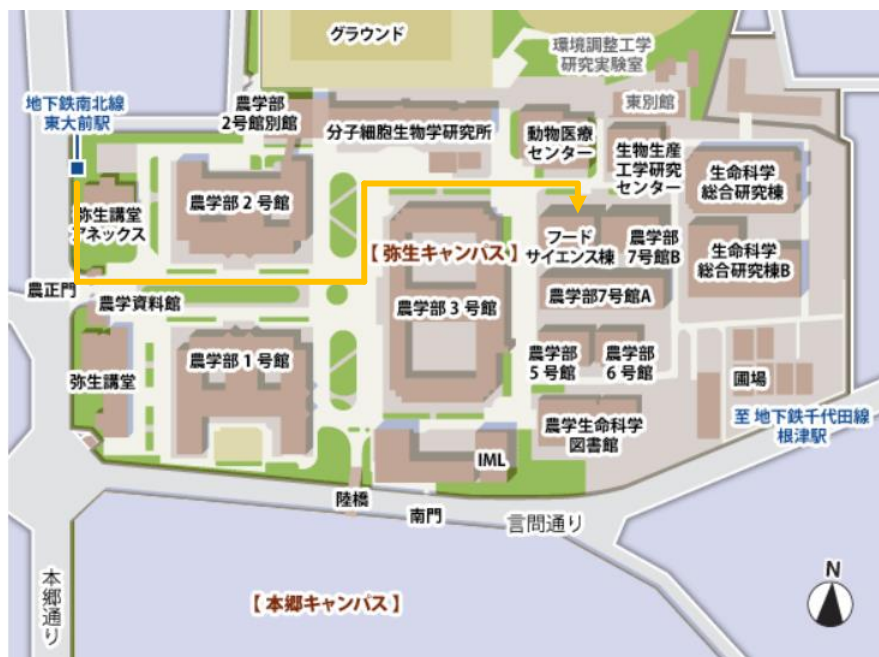 グラウンド
環境調整工学
研究実験室
地下鉄南北線
東大前駅
農学部
2号館別館
東別館
分子細胞生物学研究所
動物医療
センター
生物生産
工学研究
センター
生命科学
総合研究棟
弥生講堂
アネックス
農学部 2 号館
【 弥生キャンパス 】
フード
サイエンス棟
農学部
7号館B
生命科学
総合研究棟B
農正門
農学資料館
農学部 3 号館
農学部7号館A
弥生講堂
農学部 1 号館
農学部
5 号館
農学部
6 号館
圃場
農学生命科学
図書館
至 地下鉄千代田線
根津駅
IML
陸橋
南門
言問通り
本郷通り
【 本郷キャンパス 】
N